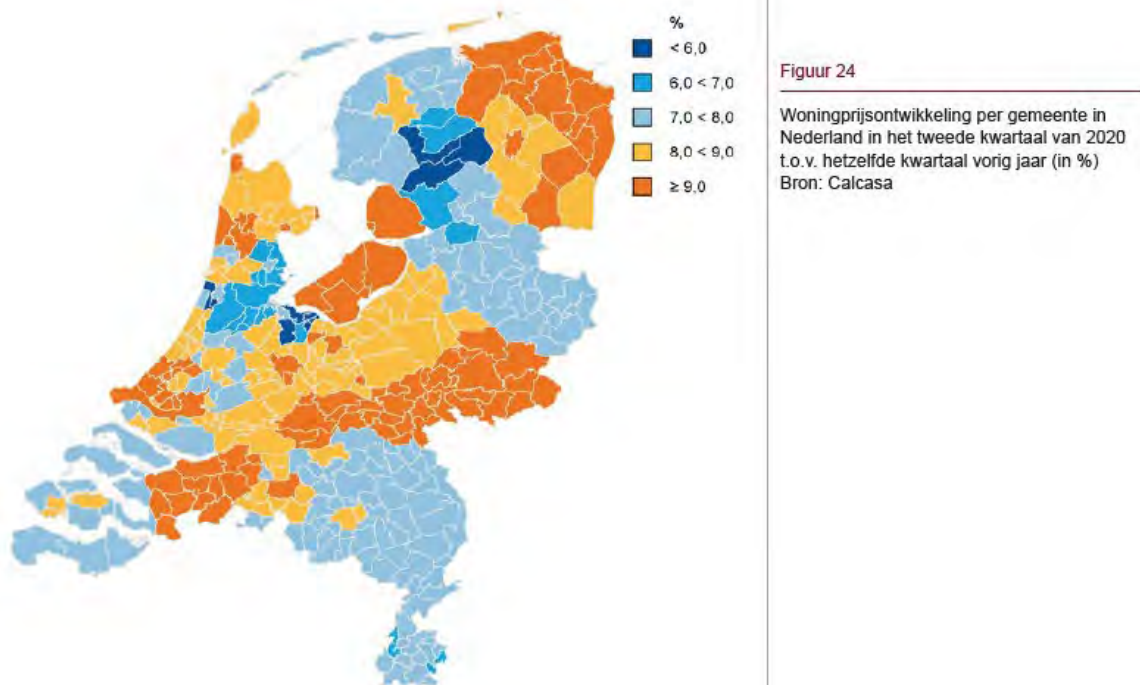 %
< 6,0
6,0 < 7,0
7,0 < 8,0
8,0 < 9,0
≥ 9,0
Figuur 24
Woningprijsontwikkeling per gemeente in
Nederland in het tweede kwartaal van 2020
t.o.v. hetzelfde kwartaal vorig jaar (in %)
Bron: Calcasa